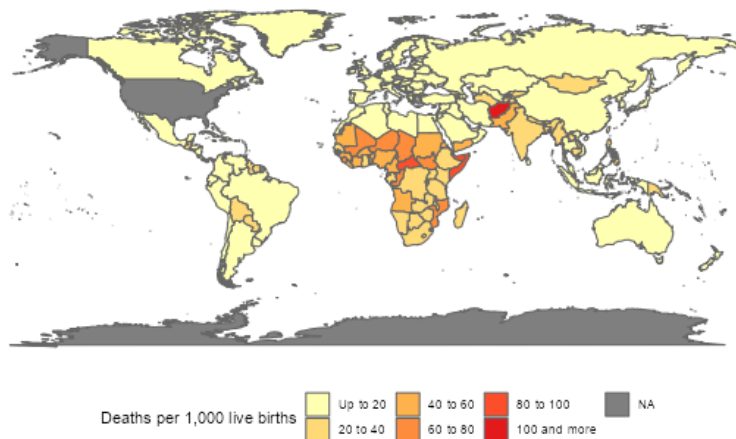 Up to 20 40 to 60 80 to 100 NA
Deaths per 1,000 live births
20 to 40 60 to 80 100 and more